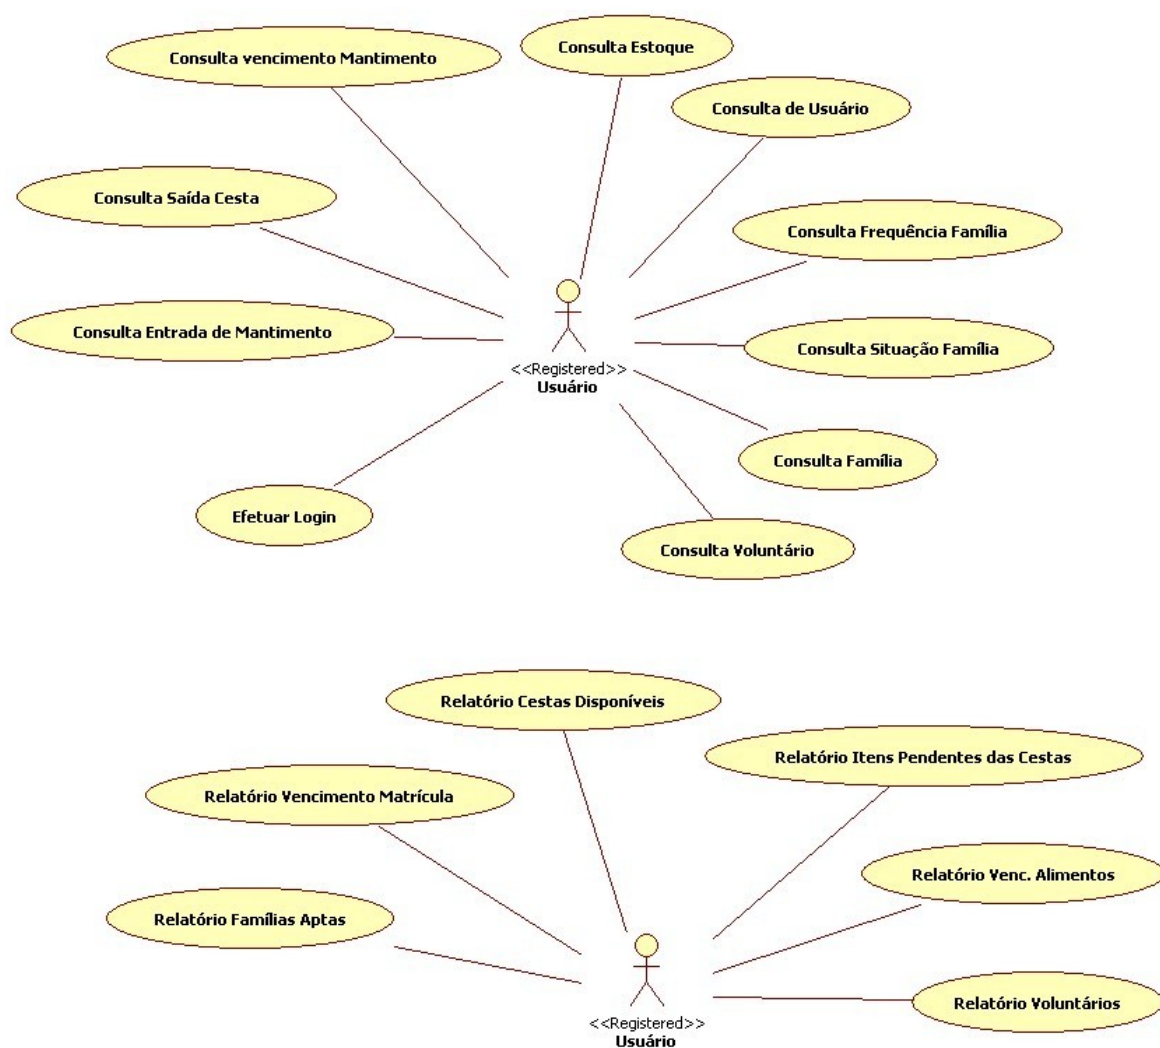 Consulta vencimento Mantimento
Consulta Estoque
Consulta de Usuário
Consulta Saída Cesta
Consulta Frequência Família
Consulta Entrada de Mantimento
Consulta Situação Família
<<Registered>>
Usuário
Consulta Família
Efetuar Login
Consulta Voluntário
Relatório Cestas Disponíveis
Relatório Itens Pendentes das Cestas
Relatório Vencimento Matrícula
Relatório Venc. Alimentos
Relatório Famílias Aptas
Relatório Voluntários
<<Registered>>
Usuário